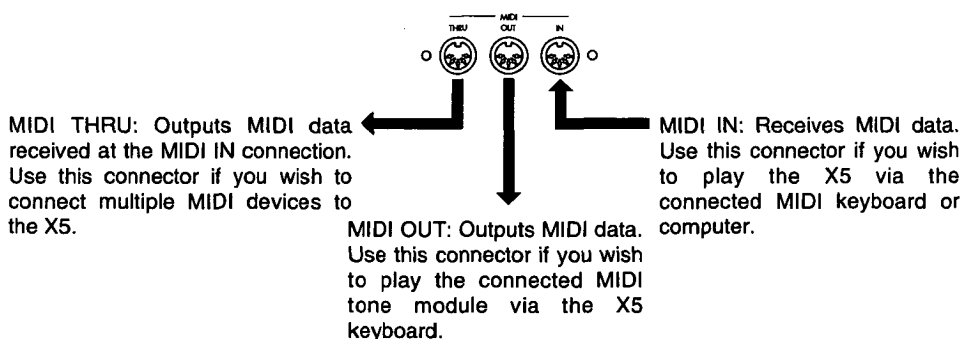 MIDI
THRU OUT IN
MIDI THRU: Outputs MIDI data
received at the MIDI IN connection.
Use this connector if you wish to
connect multiple MIDI devices to
the X5.
MIDI OUT: Outputs MIDI data.
Use this connector if you wish
to play the connected MIDI
tone module via the X5
keyboard.
MIDI IN: Receives MIDI data.
Use this connector if you wish
to play the X5 via the
connected MIDI keyboard or
computer.